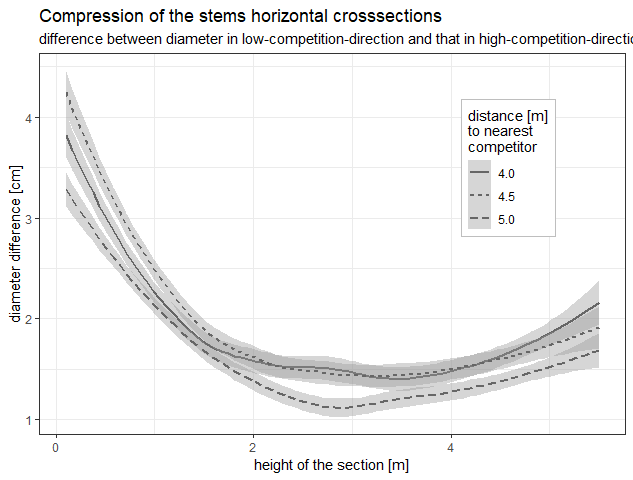 Compression of the stems horizontal crosssections
difference between diameter in low-competition-direction and that in high-competition-directio
distance [m]
to nearest
competitor
4.0
4.5
5.0
4
3
2
1
diameter difference [cm]
0
2
4
height of the section [m]